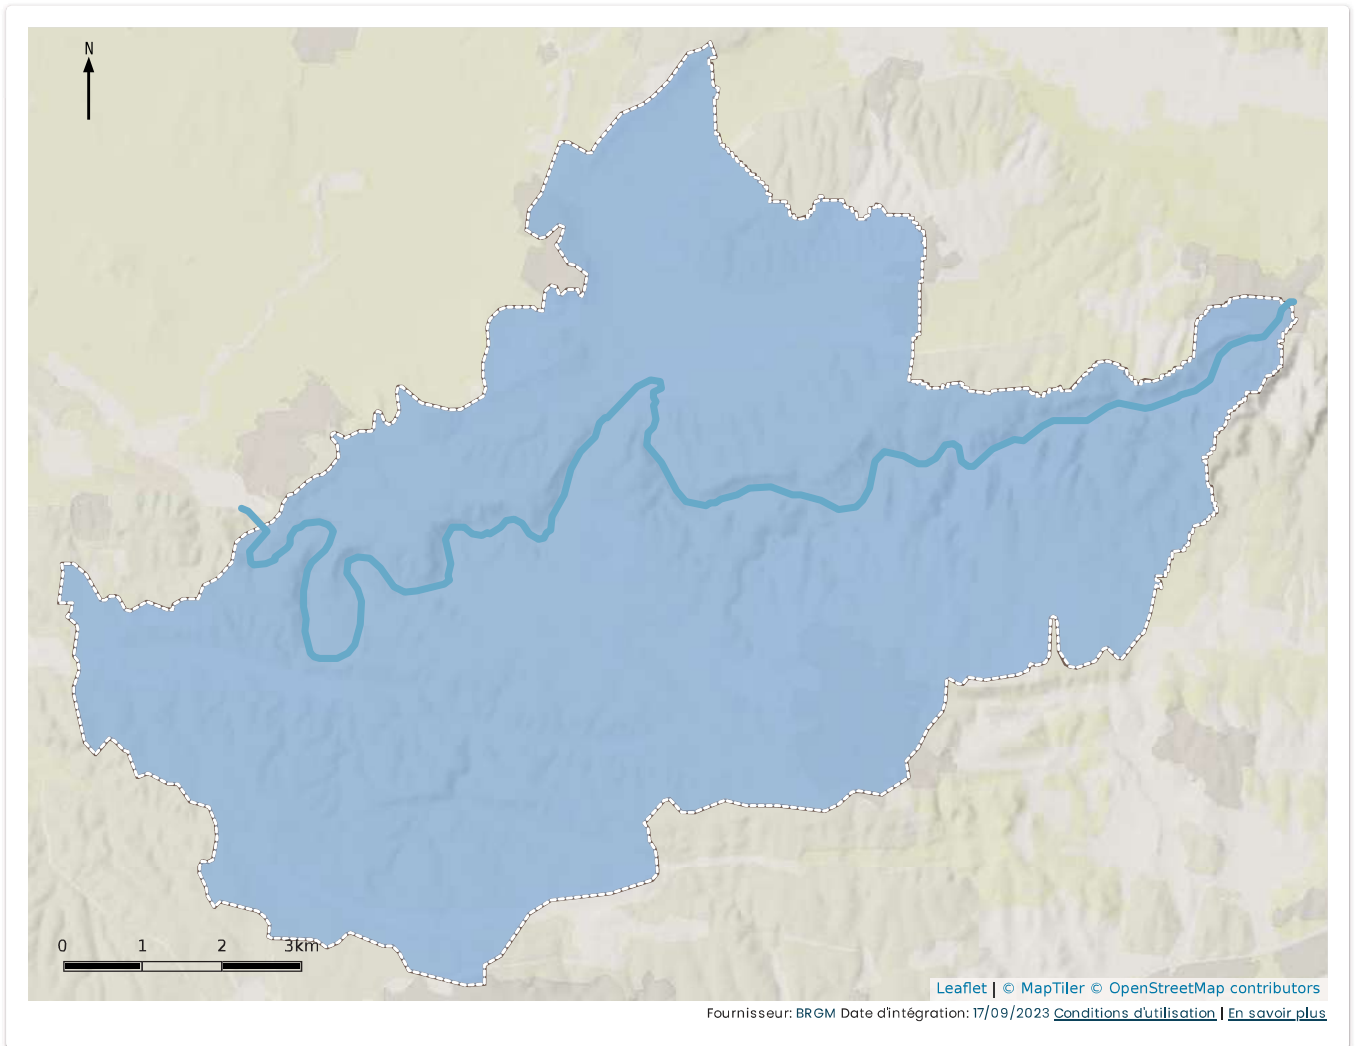 N
0 1 2 3km
Leaflet | © MapTiler © OpenStreetMap contributors
Fournisseur: BRGM Date d'intégration: 17/09/2023 Conditions d'utilisation | En savoir plus